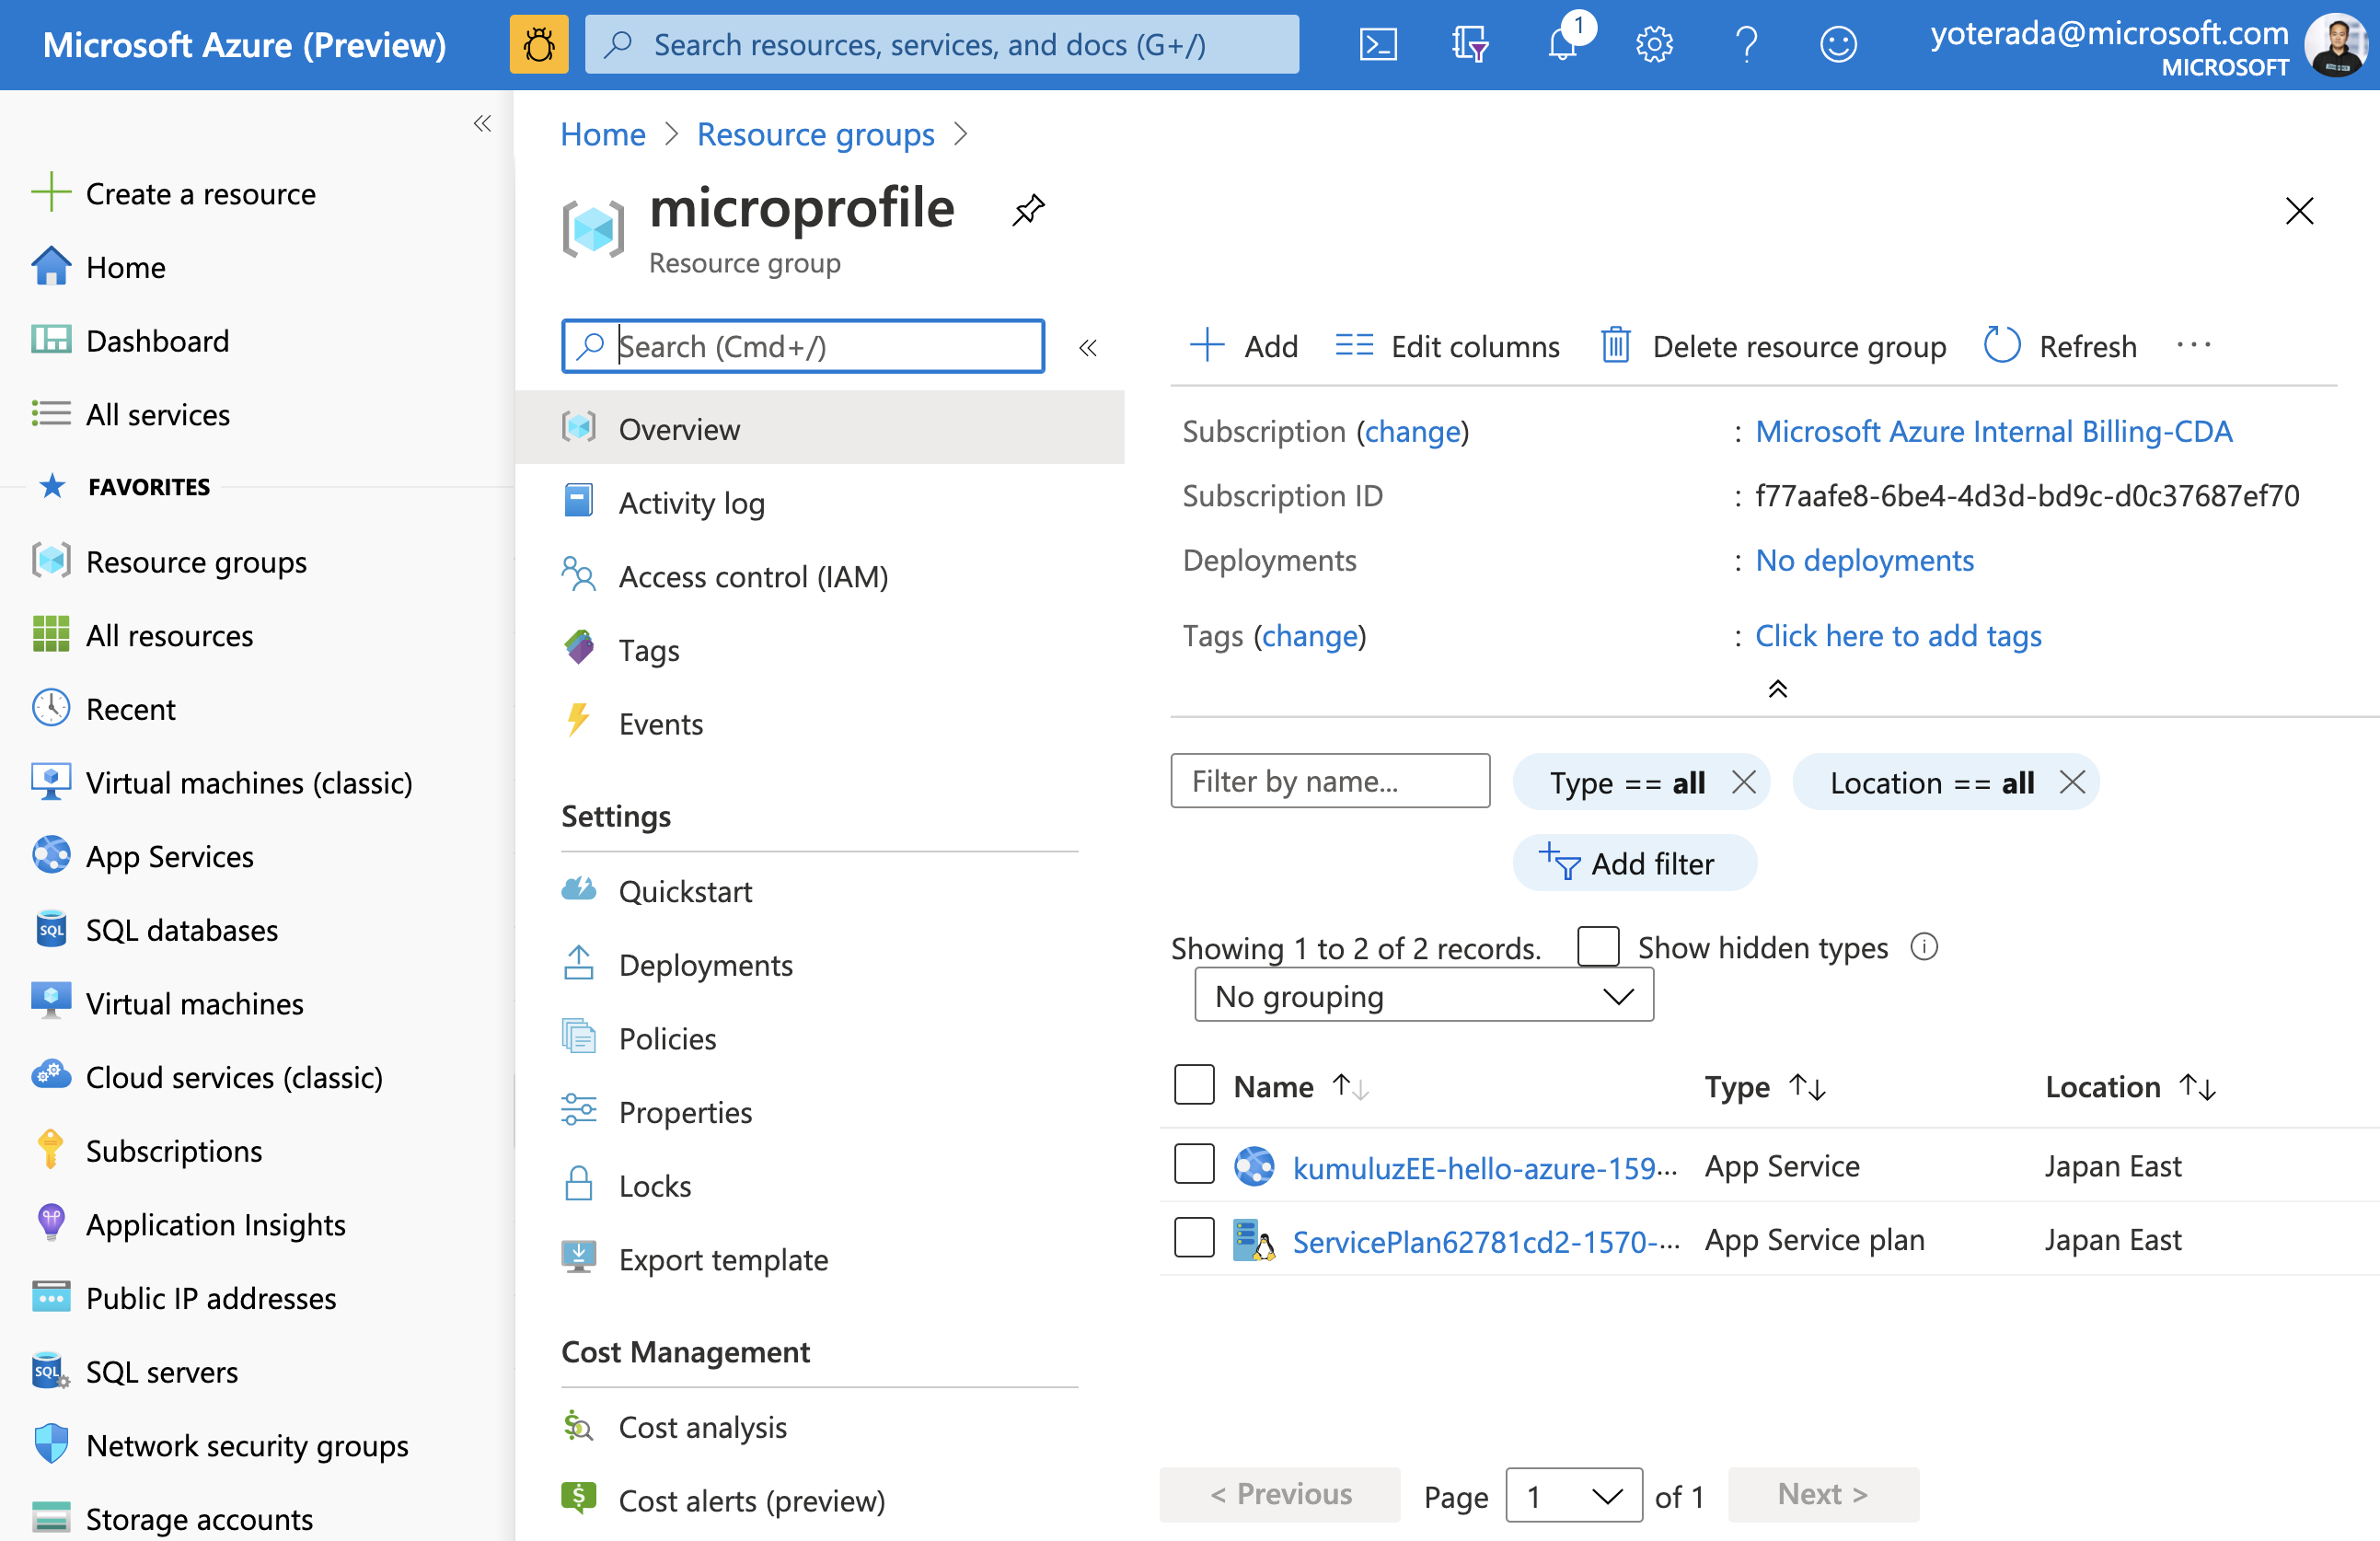 Microsoft Azure (Preview)
Search resources, services, and docs (G+/)
1
yoterada@microsoft.com
MICROSOFT
Create a resource
Home
Dashboard
All services
FAVORITES
Resource groups
All resources
Recent
Virtual machines (classic)
App Services
SQL databases
Virtual machines
Cloud services (classic)
Subscriptions
Application Insights
Public IP addresses
SQL servers
Network security groups
Storage accounts
Home > Resource groups >
microprofile
Resource group
Search (Cmd+/)
Overview
Activity log
Access control (IAM)
Tags
Events
Settings
Quickstart
Deployments
Policies
Properties
Locks
Export template
Cost Management
Cost analysis
Cost alerts (preview)
Add Edit columns Delete resource group Refresh ...
Subscription (change) : Microsoft Azure Internal Billing-CDA
Subscription ID : f77aafe8-6be4-4d3d-bd9c-d0c37687ef70
Deployments : No deployments
Tags (change) : Click here to add tags
Filter by name... Type == all Location == all
Add filter
Showing 1 to 2 of 2 records. Show hidden types
No grouping
Name Type Location
kumuluzEE-hello-azure-159... App Service Japan East
ServicePlan62781cd2-1570-... App Service plan Japan East
< Previous Page 1 of 1 Next >